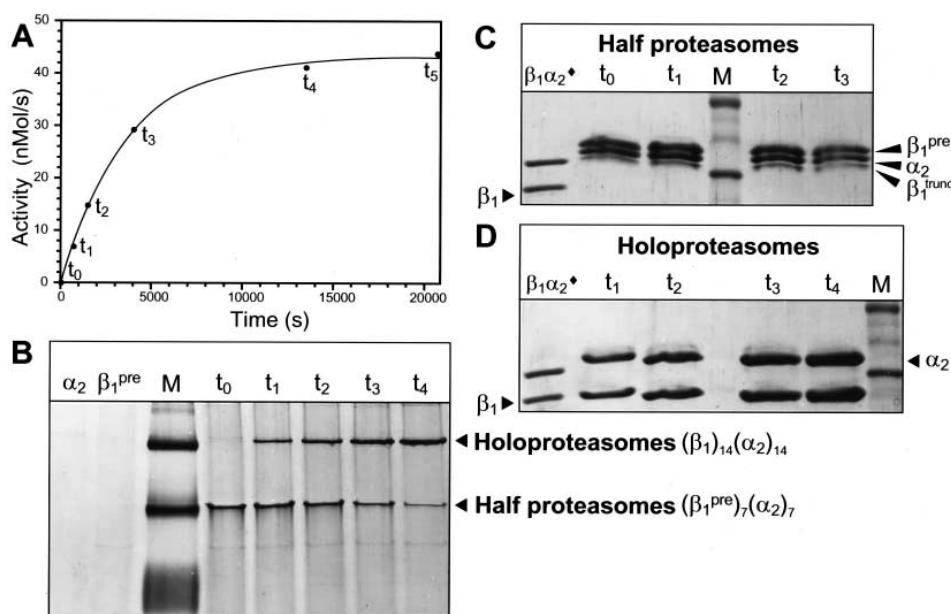 A
Activity (nMol/s)
50
40
30
20
10
0
t₀
t₁
t₂
t₃
t₄
t₅
0
5000
10000
15000
20000
Time (s)
B
α₂ β₁ᵖʳᵉ M t₀ t₁ t₂ t₃ t₄
Holoproteasomes (β₁)₁₄(α₂)₁₄
Half proteasomes (β₁ᵖʳᵉ)₇(α₂)₇
C
Half proteasomes
β₁α₂♦ t₀ t₁ M t₂ t₃
β₁
β₁ᵖʳᵉ
α₂
β₁ᵗʳᵘⁿᶜ
D
Holoproteasomes
β₁α₂♦ t₁ t₂ t₃ t₄ M
α₂
β₁